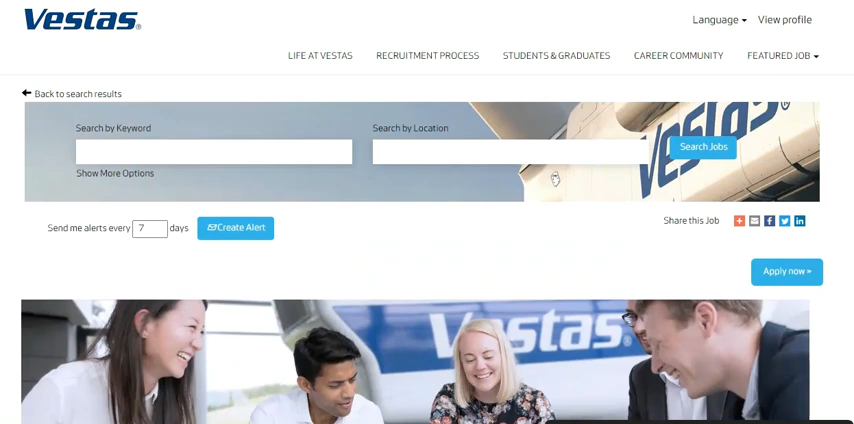 Vestas®
Language View profile
LIFE AT VESTAS RECRUITMENT PROCESS STUDENTS & GRADUATES CAREER COMMUNITY FEATURED JOB
Back to search results
Search by Keyword Search by Location
Vestas®
Search Jobs
Show More Options
Send me alerts every 7 days Create Alert
Share this Job
Apply now »
Vestas®